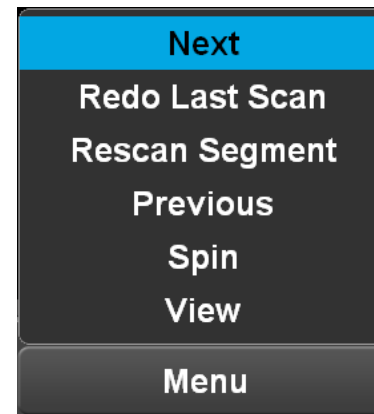 Next
Redo Last Scan
Rescan Segment
Previous
Spin
View
Menu